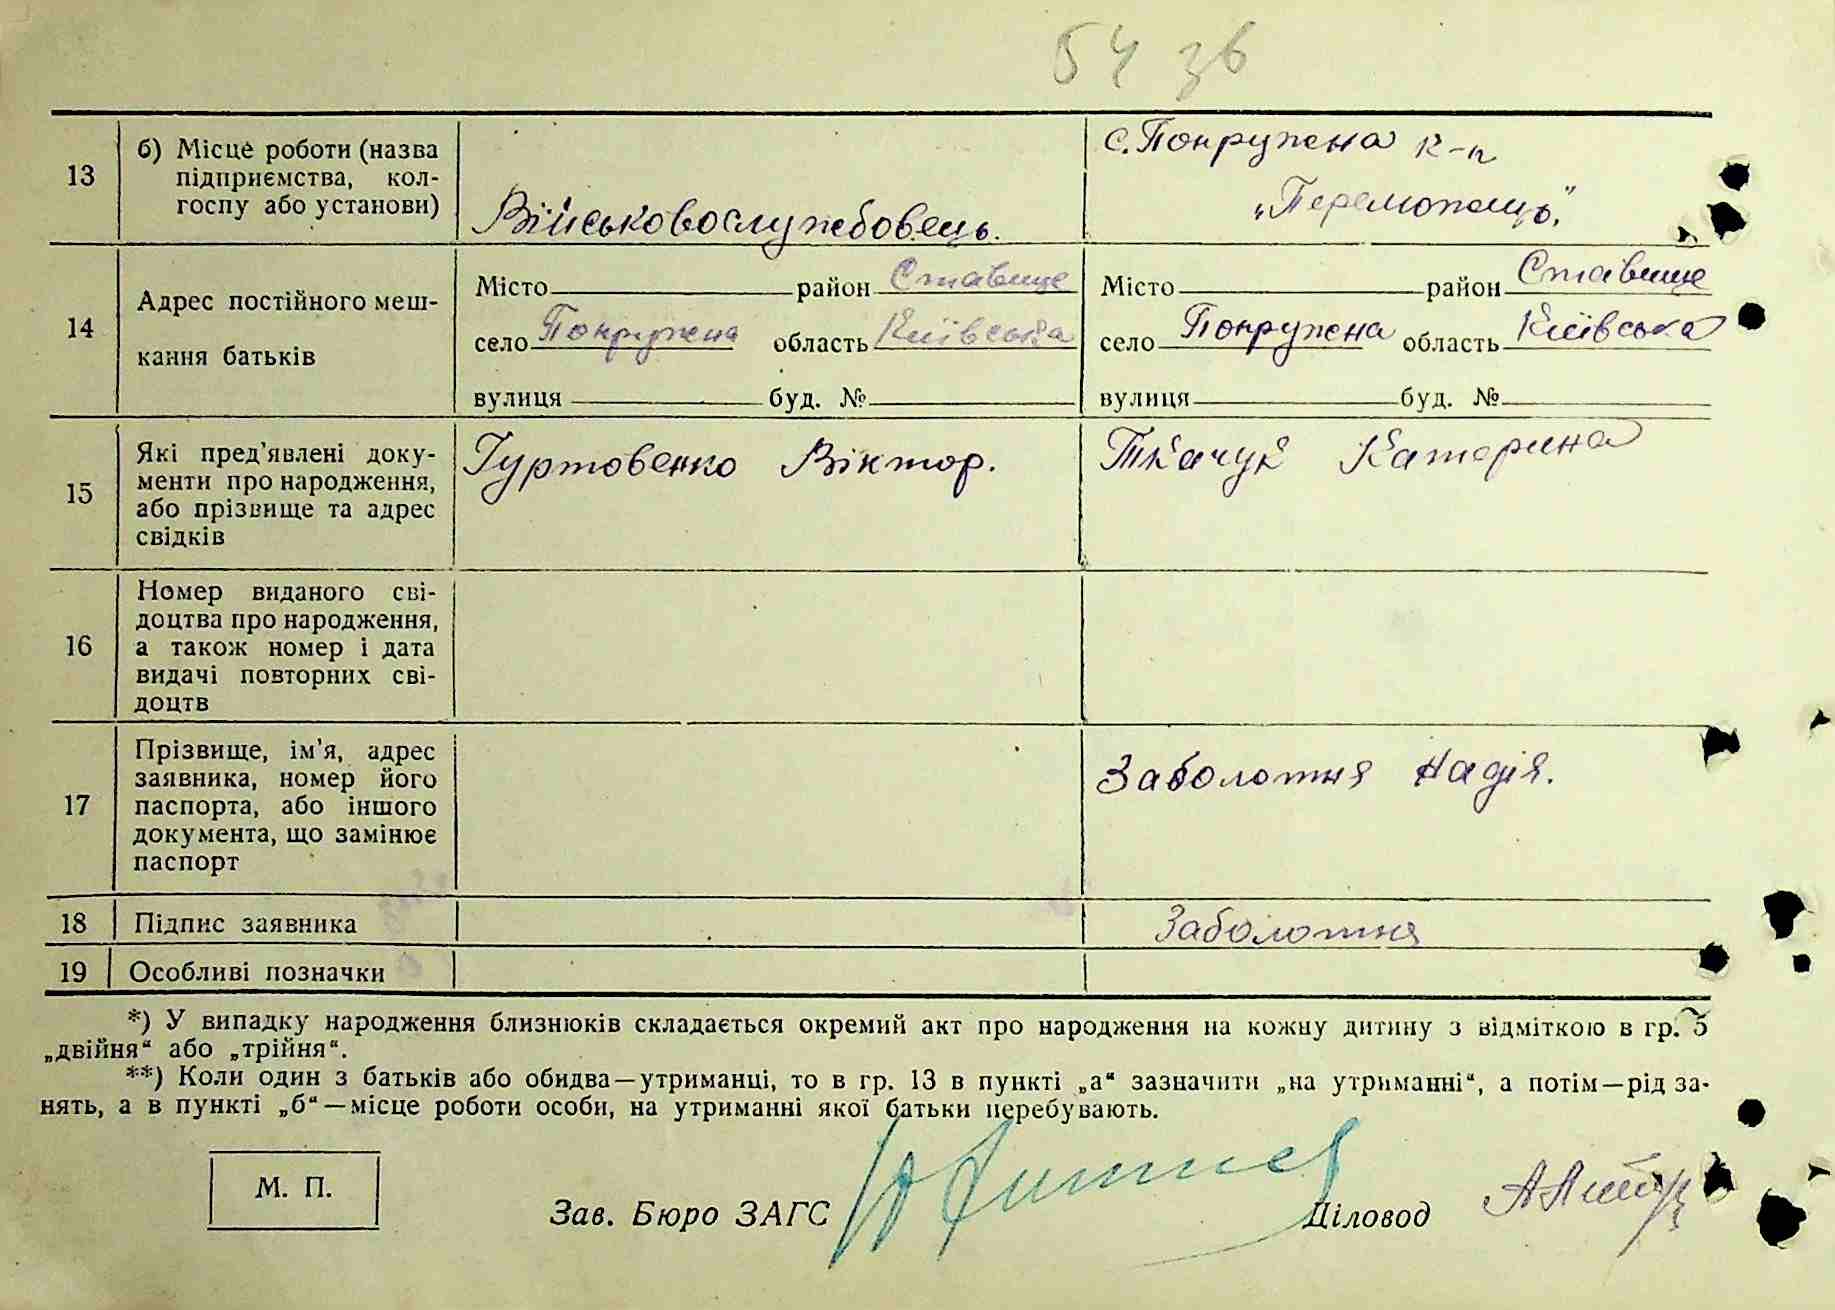 54 зв
13
б) Місце роботи (назва
підприємства, кол-
госпу або установи)
Військовослужбовець.
с. Попружена к-п
„Переможець".
14
Адрес постійного меш-
кання батьків
Місто район Ставище
село Попружена область Київська
вулиця буд. №
Місто район Ставище
село Попружена область Київська
вулиця буд. №
15
Які пред'явлені доку-
менти про народження,
або прізвище та адрес
свідків
Гуртовенко Віктор.
Ткачук Катерина
16
Номер виданого сві-
доцтва про народження,
а також номер і дата
видачі повторних сві-
доцтв
17
Прізвище, ім'я, адрес
заявника, номер його
паспорта, або іншого
документа, що замінює
паспорт
Заболотня Надія.
18 Підпис заявника Заболотня
19 Особливі позначки
*) У випадку народження близнюків складається окремий акт про народження на кожну дитину з відміткою в гр. 5
„двійня“ або „трійня“.
**) Коли один з батьків або обидва—утриманці, то в гр. 13 в пункті „а“ зазначити „на утриманні“, а потім—рід за-
нять, а в пункті „б“—місце роботи особи, на утриманні якої батьки перебувають.
М. П.
Зав. Бюро ЗАГС Діловод